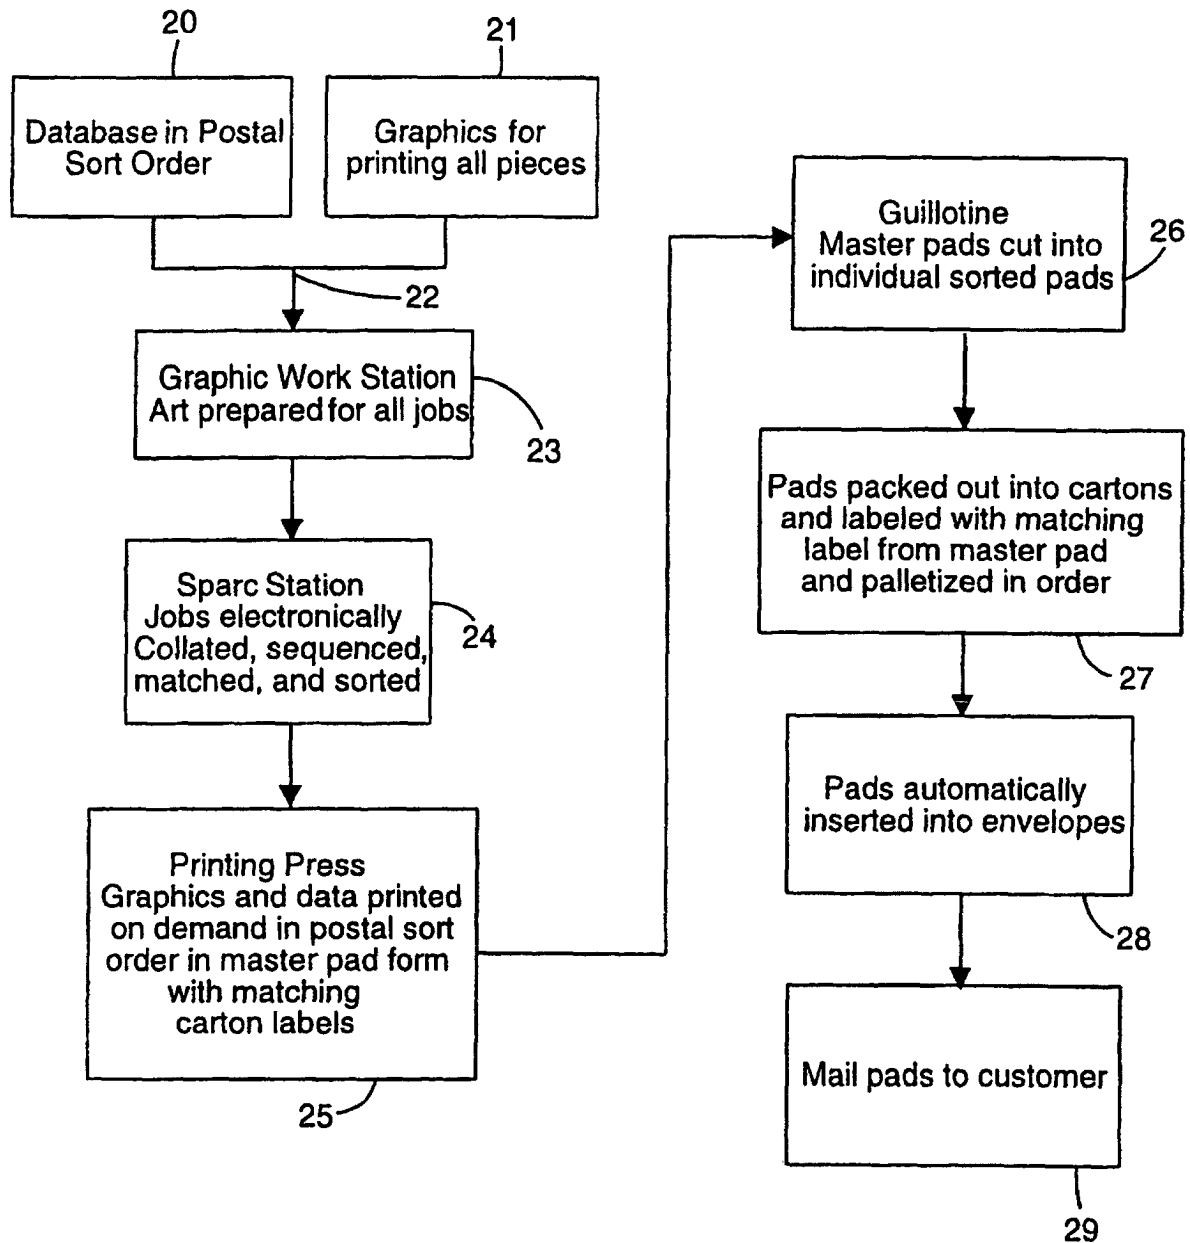 20
21
Database in Postal
Sort Order
Graphics for
printing all pieces
22
Graphic Work Station
Art prepared for all jobs
23
Sparc Station
Jobs electronically
Collated, sequenced,
matched, and sorted
24
Printing Press
Graphics and data printed
on demand in postal sort
order in master pad form
with matching
carton labels
25
Guillotine
Master pads cut into
individual sorted pads
26
Pads packed out into cartons
and labeled with matching
label from master pad
and palletized in order
27
Pads automatically
inserted into envelopes
28
Mail pads to customer
29